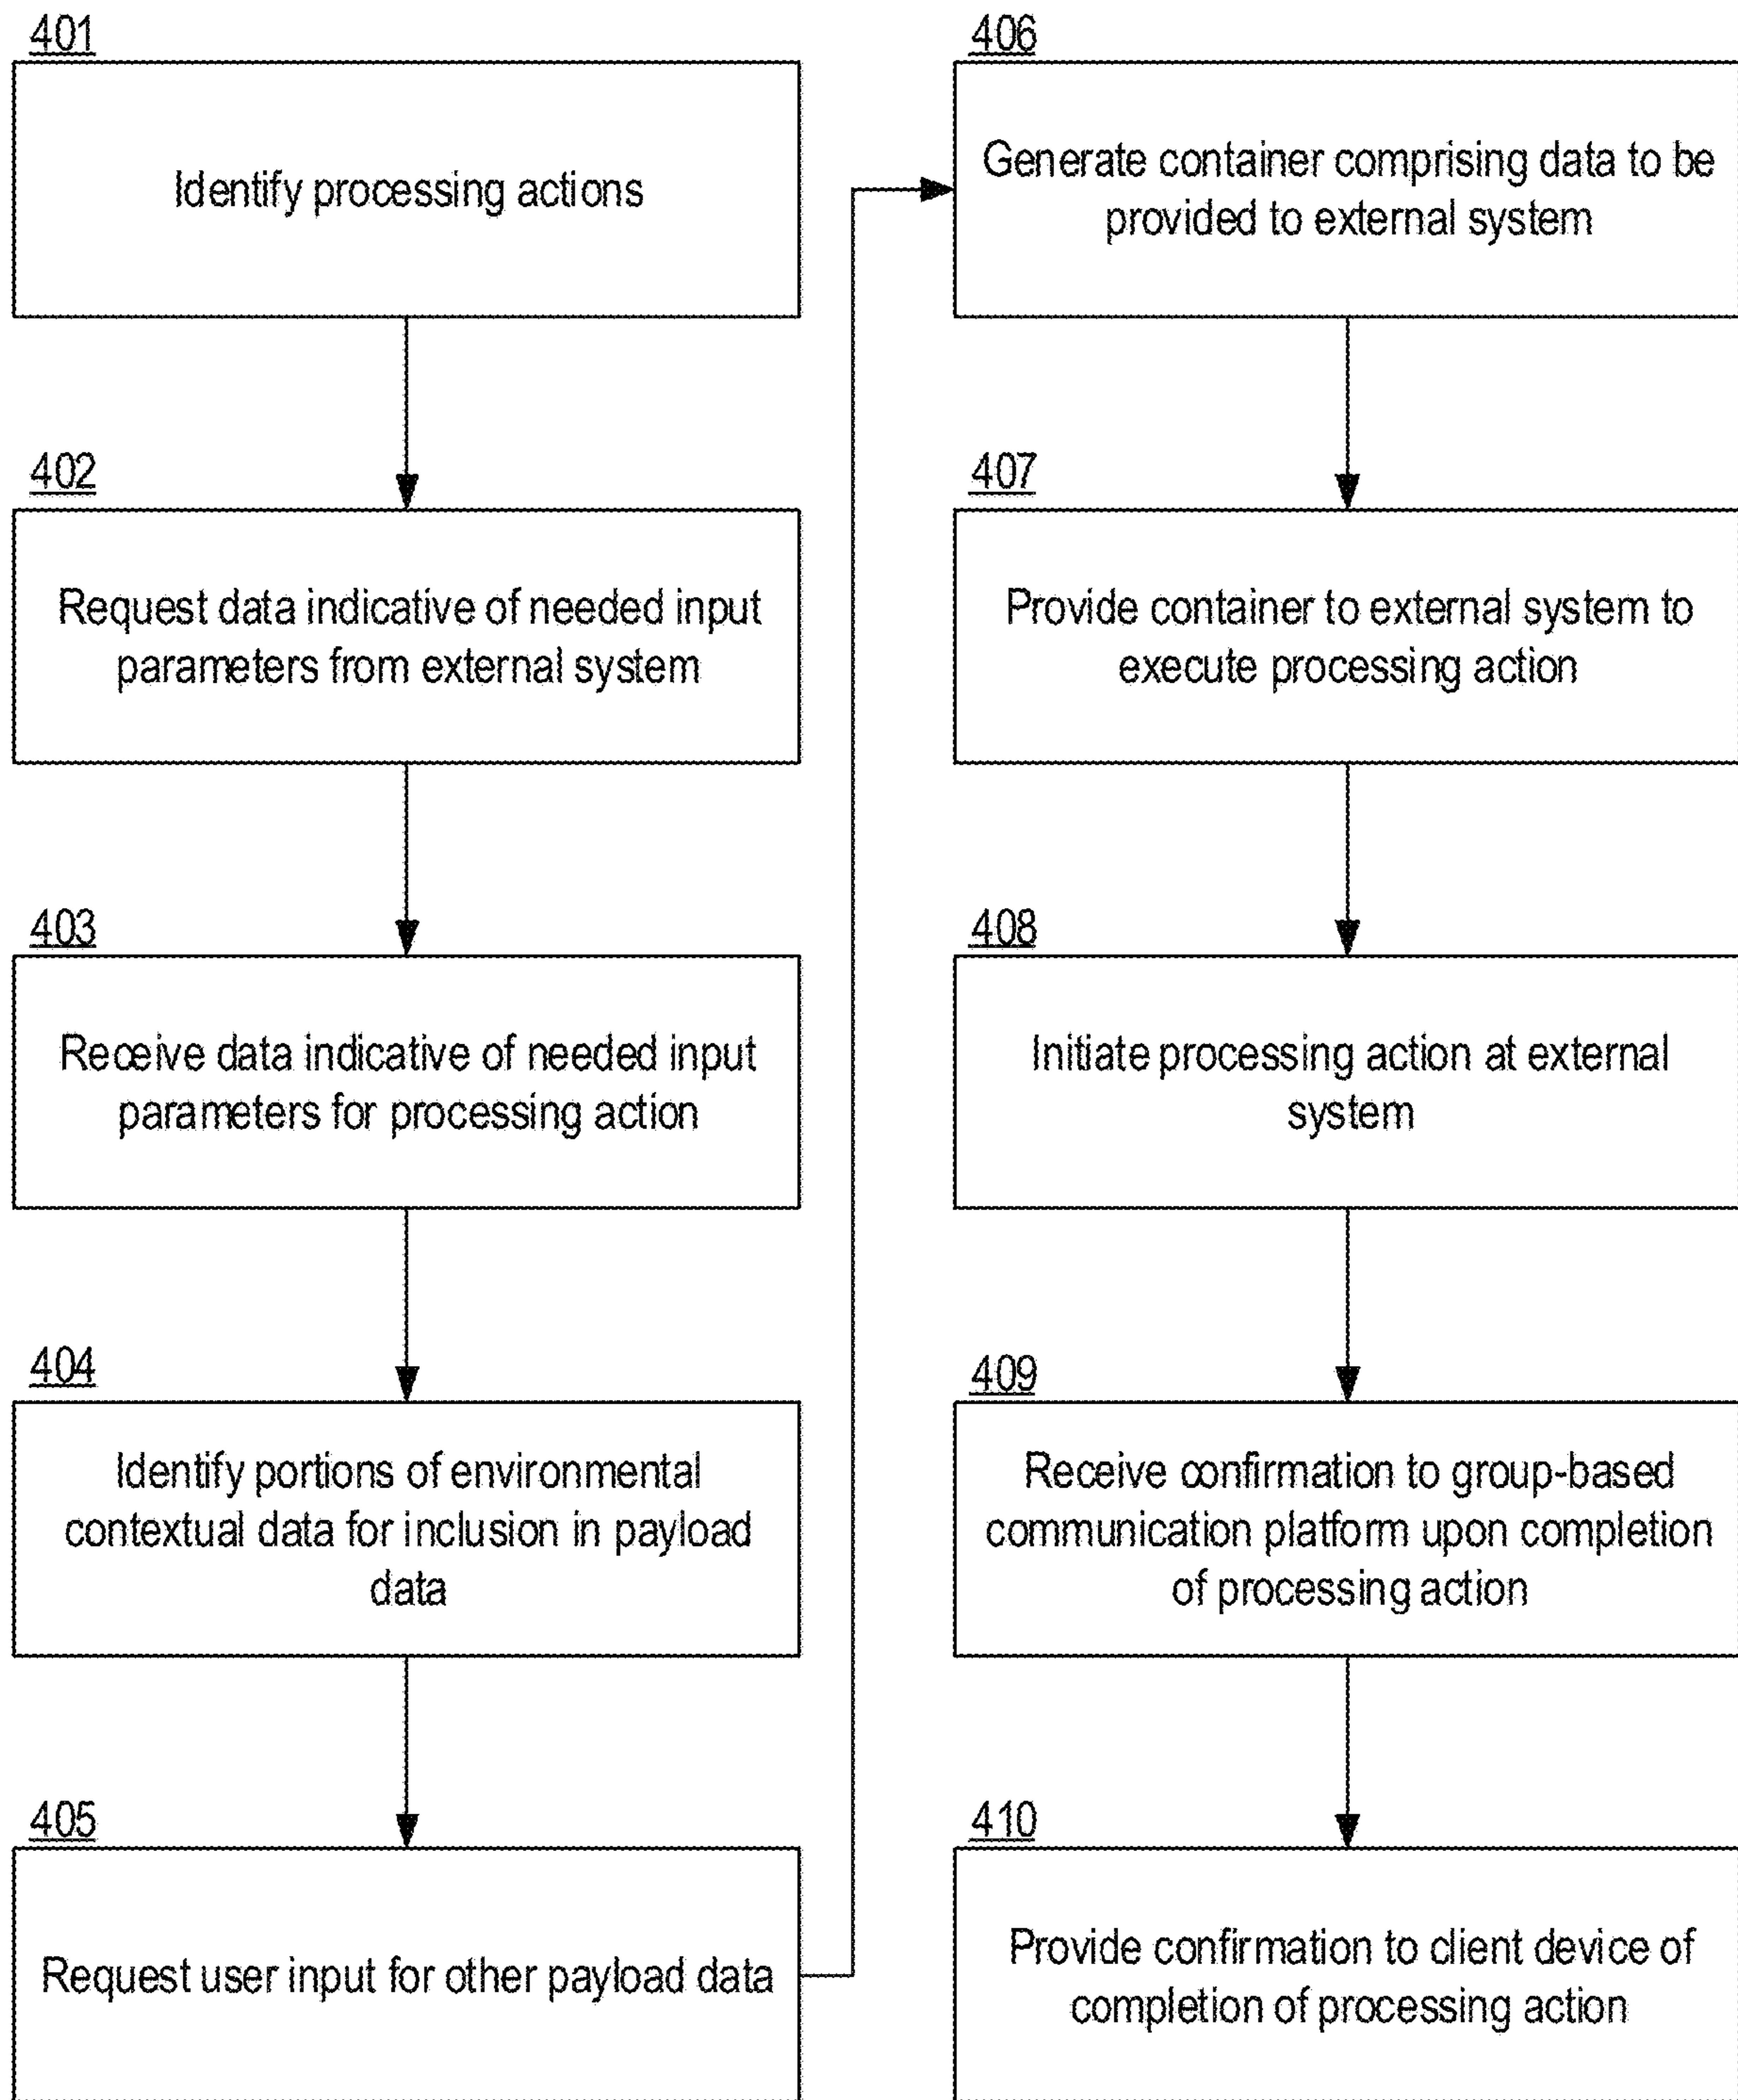 401
Identify processing actions
402
Request data indicative of needed input
parameters from external system
403
Receive data indicative of needed input
parameters for processing action
404
Identify portions of environmental
contextual data for inclusion in payload
data
405
Request user input for other payload data
406
Generate container comprising data to be
provided to external system
407
Provide container to external system to
execute processing action
408
Initiate processing action at external
system
409
Receive confirmation to group-based
communication platform upon completion
of processing action
410
Provide confirmation to client device of
completion of processing action